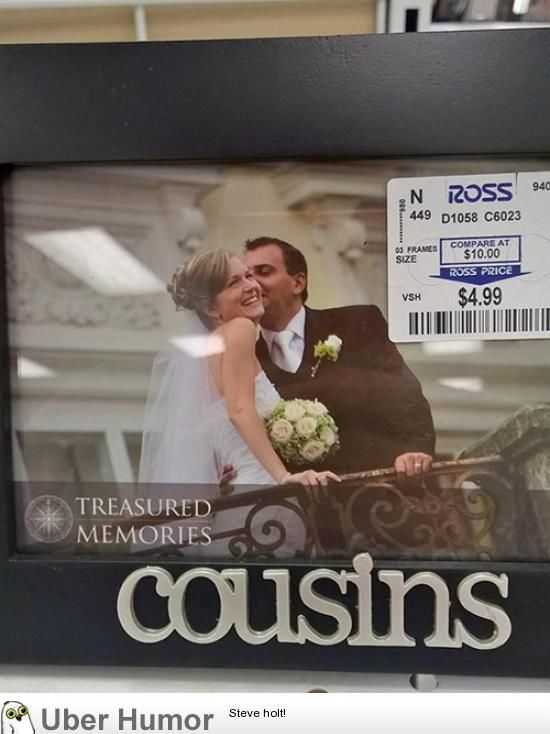 N ROSS 940
449 D1058 C6023
03 FRAMES
SIZE
COMPARE AT
$10.00
ROSS PRICE
VSH $4.99
TREASURED
MEMORIES
cousins
Uber Humor
Steve holt!